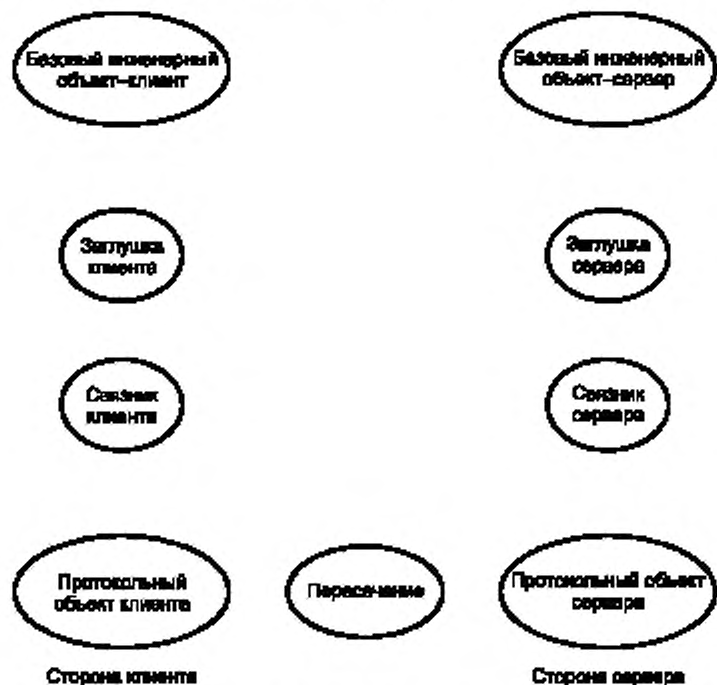 Базовый инженерный
объект–клиент
Базовый инженерный
объект–сервер
Заглушка
клиента
Заглушка
сервера
Связник
клиента
Связник
сервера
Протокольный
объект клиента
Пересечение
Протокольный объект
сервера
Сторона клиента
Сторона сервера